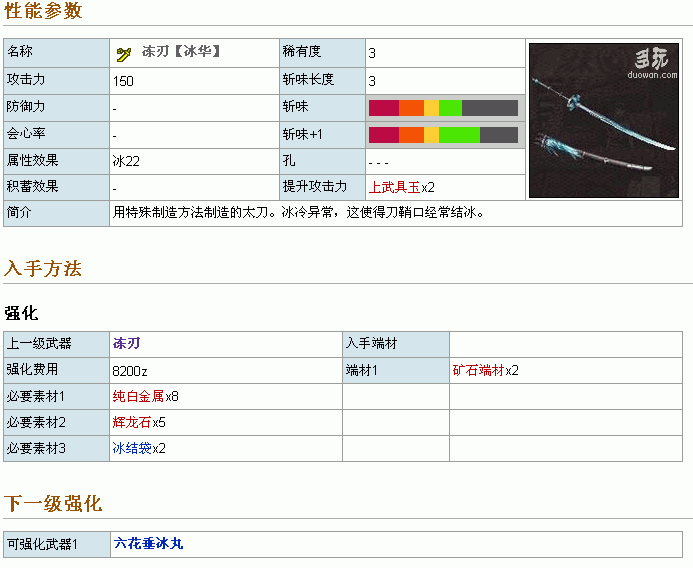 性能参数
名称 冻刃【冰华】 稀有度 3
多玩
duowan.com
攻击力 150 斩味长度 3
防御力 - 斩味
会心率 - 斩味+1
属性效果 冰22 孔 ---
积蓄效果 - 提升攻击力 上武具玉x2
简介 用特殊制造方法制造的太刀。冰冷异常，这使得刀鞘口经常结冰。
入手方法
强化
上一级武器 冻刃 入手端材
强化费用 8200z 端材1 矿石端材x2
必要素材1 纯白金属x8
必要素材2 辉龙石x5
必要素材3 冰结袋x2
下一级强化
可强化武器1 六花垂冰丸